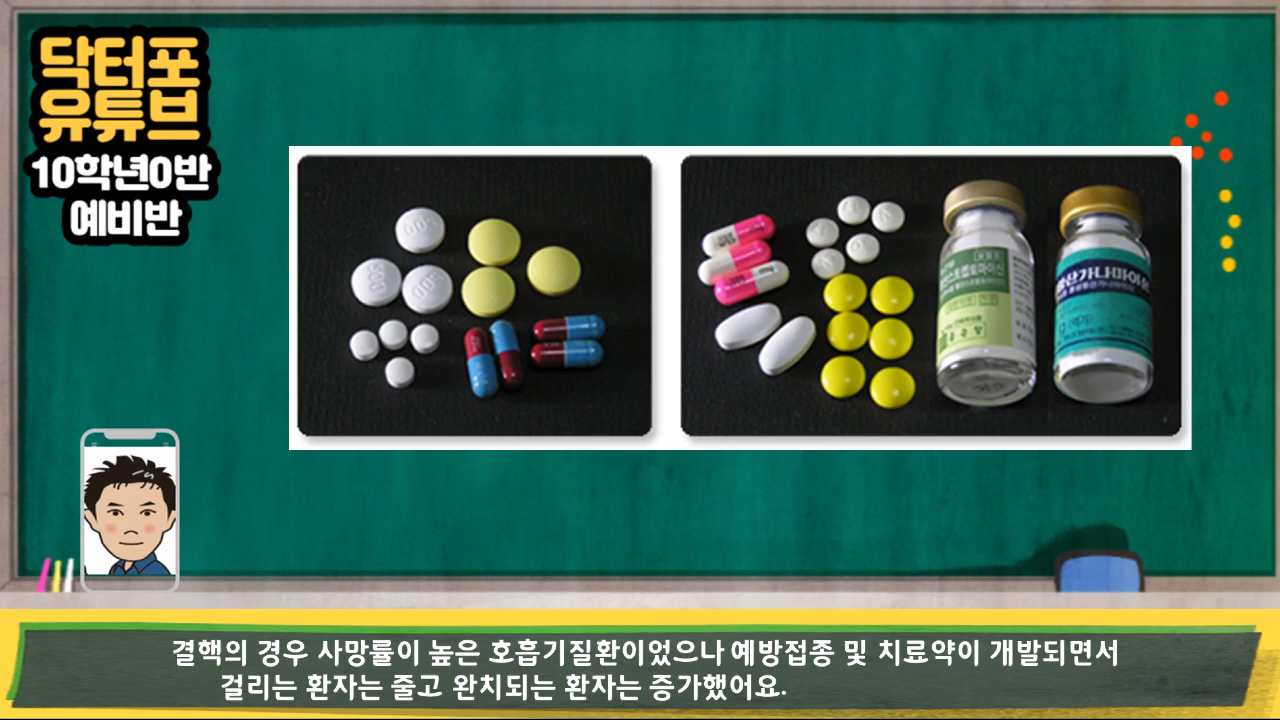 닥터포
유튜브
10학년0반
예비반
결핵의 경우 사망률이 높은 호흡기질환이었으나 예방접종 및 치료약이 개발되면서
걸리는 환자는 줄고 완치되는 환자는 증가했어요.